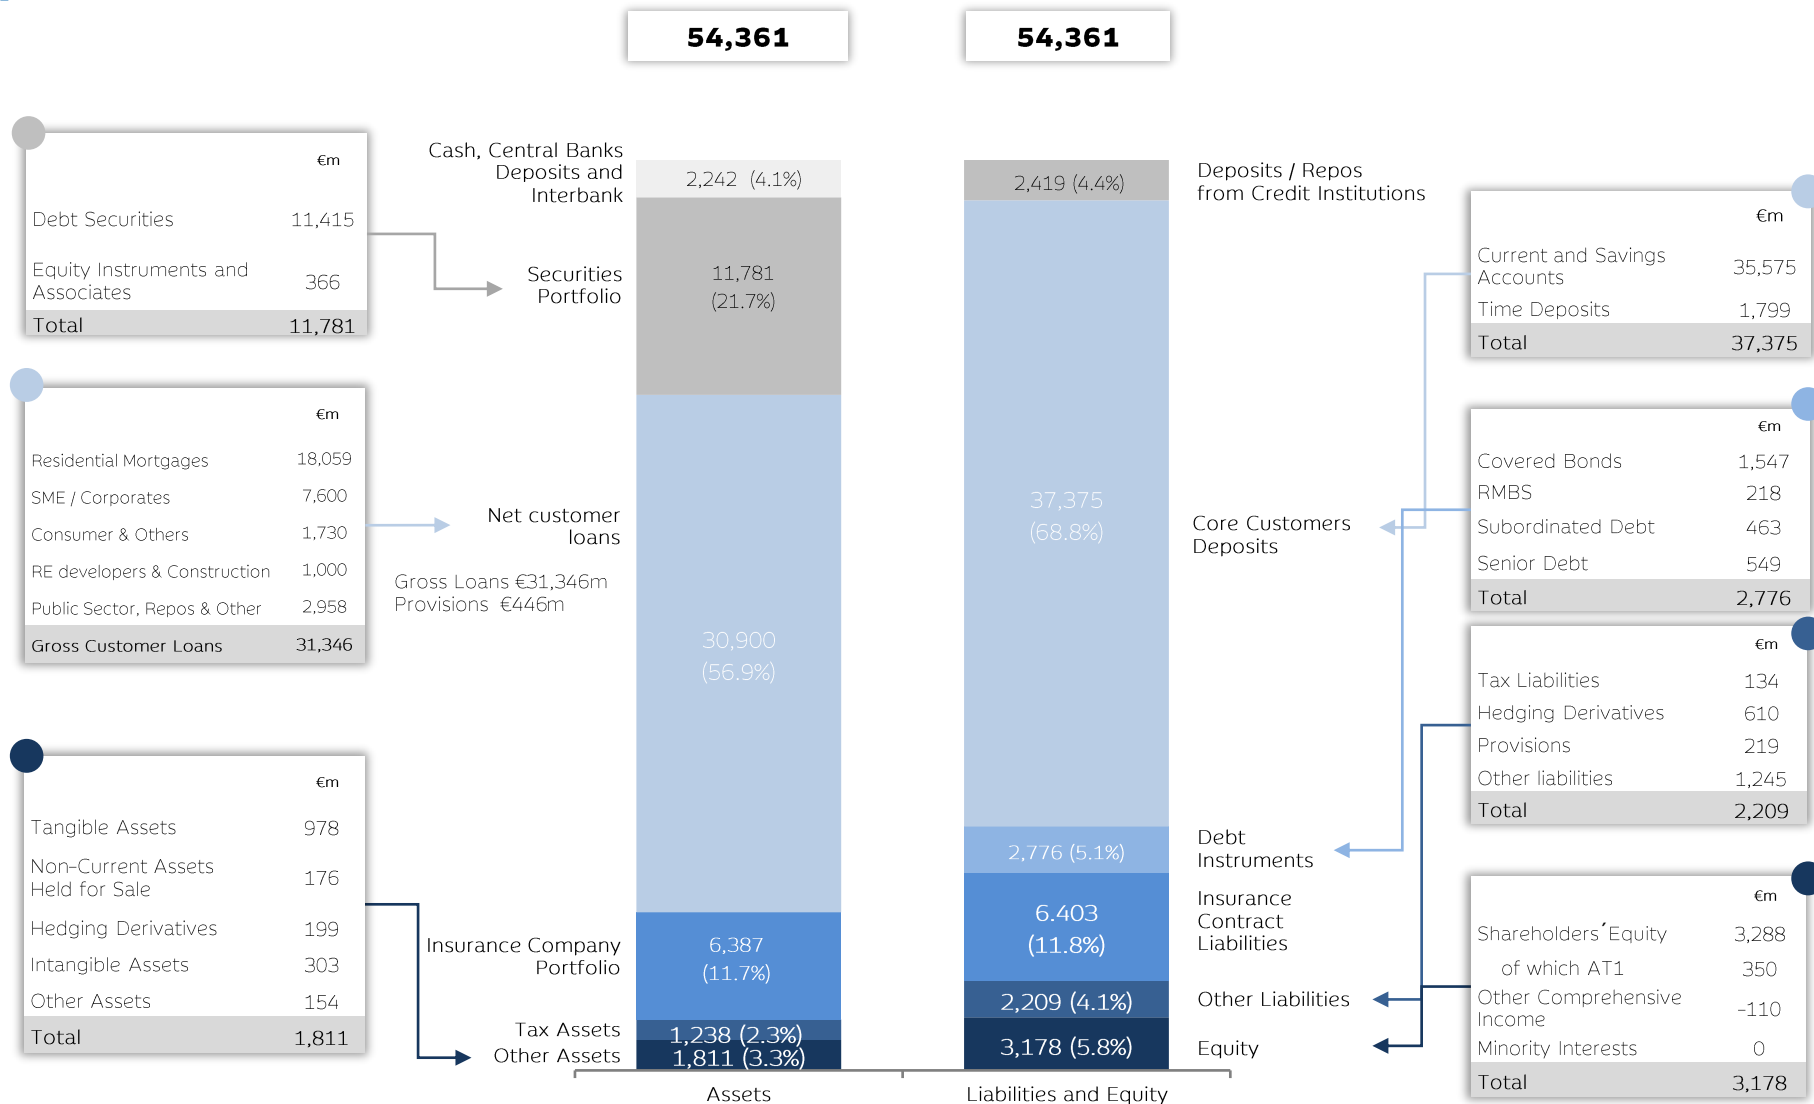 54,361
54,361
€m
Debt Securities 11,415
Equity Instruments and
Associates 366
Total 11,781
€m
Residential Mortgages 18,059
SME / Corporates 7,600
Consumer & Others 1,730
RE developers & Construction 1,000
Public Sector, Repos & Other 2,958
Gross Customer Loans 31,346
€m
Tangible Assets 978
Non-Current Assets
Held for Sale 176
Hedging Derivatives 199
Intangible Assets 303
Other Assets 154
Total 1,811
Cash, Central Banks
Deposits and
Interbank
Securities
Portfolio
Net customer
loans
Gross Loans €31,346m
Provisions €446m
Insurance Company
Portfolio
Tax Assets
Other Assets
2,242 (4.1%)
11,781
(21.7%)
30,900
(56.9%)
6,387
(11.7%)
1,238 (2.3%)
1,811 (3.3%)
Assets
2,419 (4.4%)
37,375
(68.8%)
2,776 (5.1%)
6.403
(11.8%)
2,209 (4.1%)
3,178 (5.8%)
Liabilities and Equity
Deposits / Repos
from Credit Institutions
Core Customers
Deposits
Debt
Instruments
Insurance
Contract
Liabilities
Other Liabilities
Equity
€m
Current and Savings
Accounts 35,575
Time Deposits 1,799
Total 37,375
€m
Covered Bonds 1,547
RMBS 218
Subordinated Debt 463
Senior Debt 549
Total 2,776
€m
Tax Liabilities 134
Hedging Derivatives 610
Provisions 219
Other liabilities 1,245
Total 2,209
€m
Shareholders´Equity 3,288
of which AT1 350
Other Comprehensive
Income -110
Minority Interests 0
Total 3,178